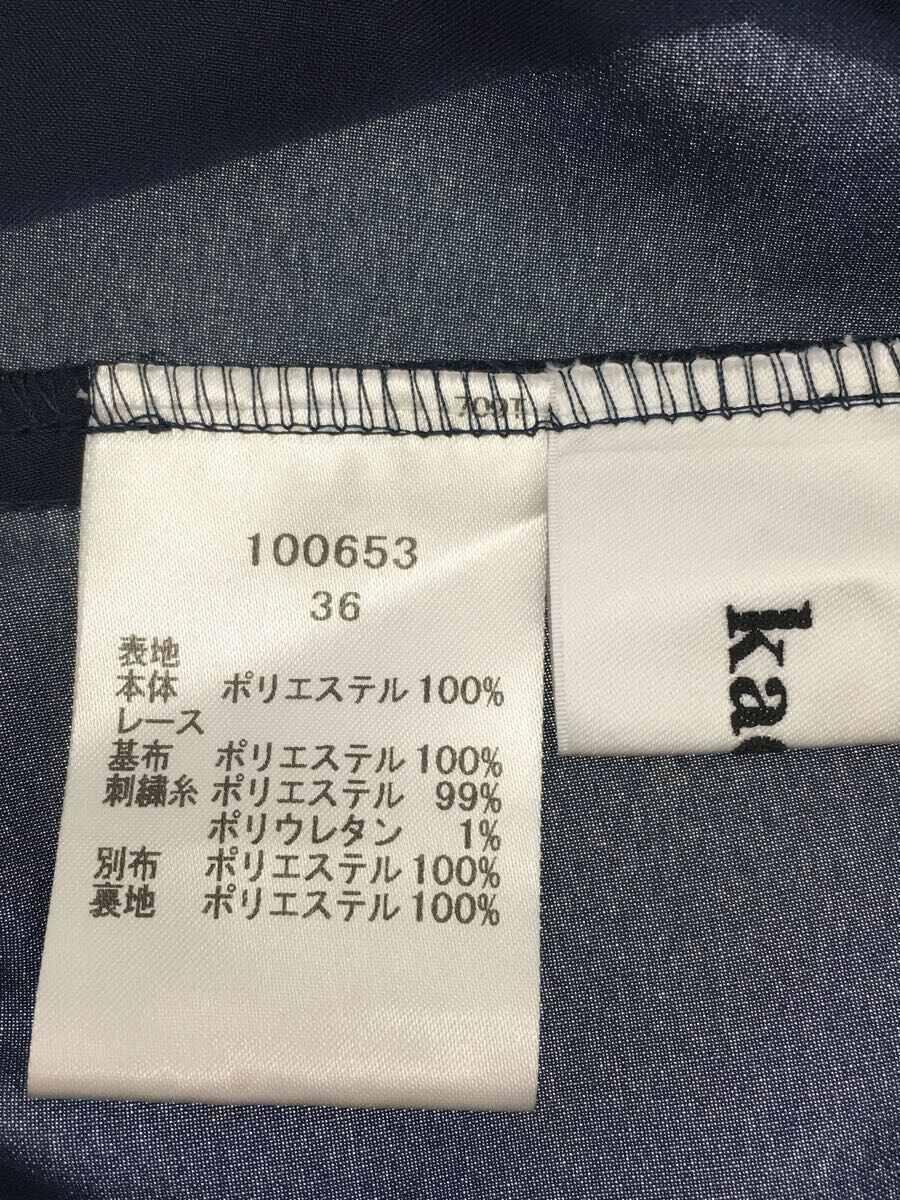 100653
36
表地
本体 ポリエステル 100%
レース
基布 ポリエステル 100%
刺繍糸 ポリエステル 99%
ポリウレタン 1%
別布 ポリエステル 100%
裏地 ポリエステル 100%